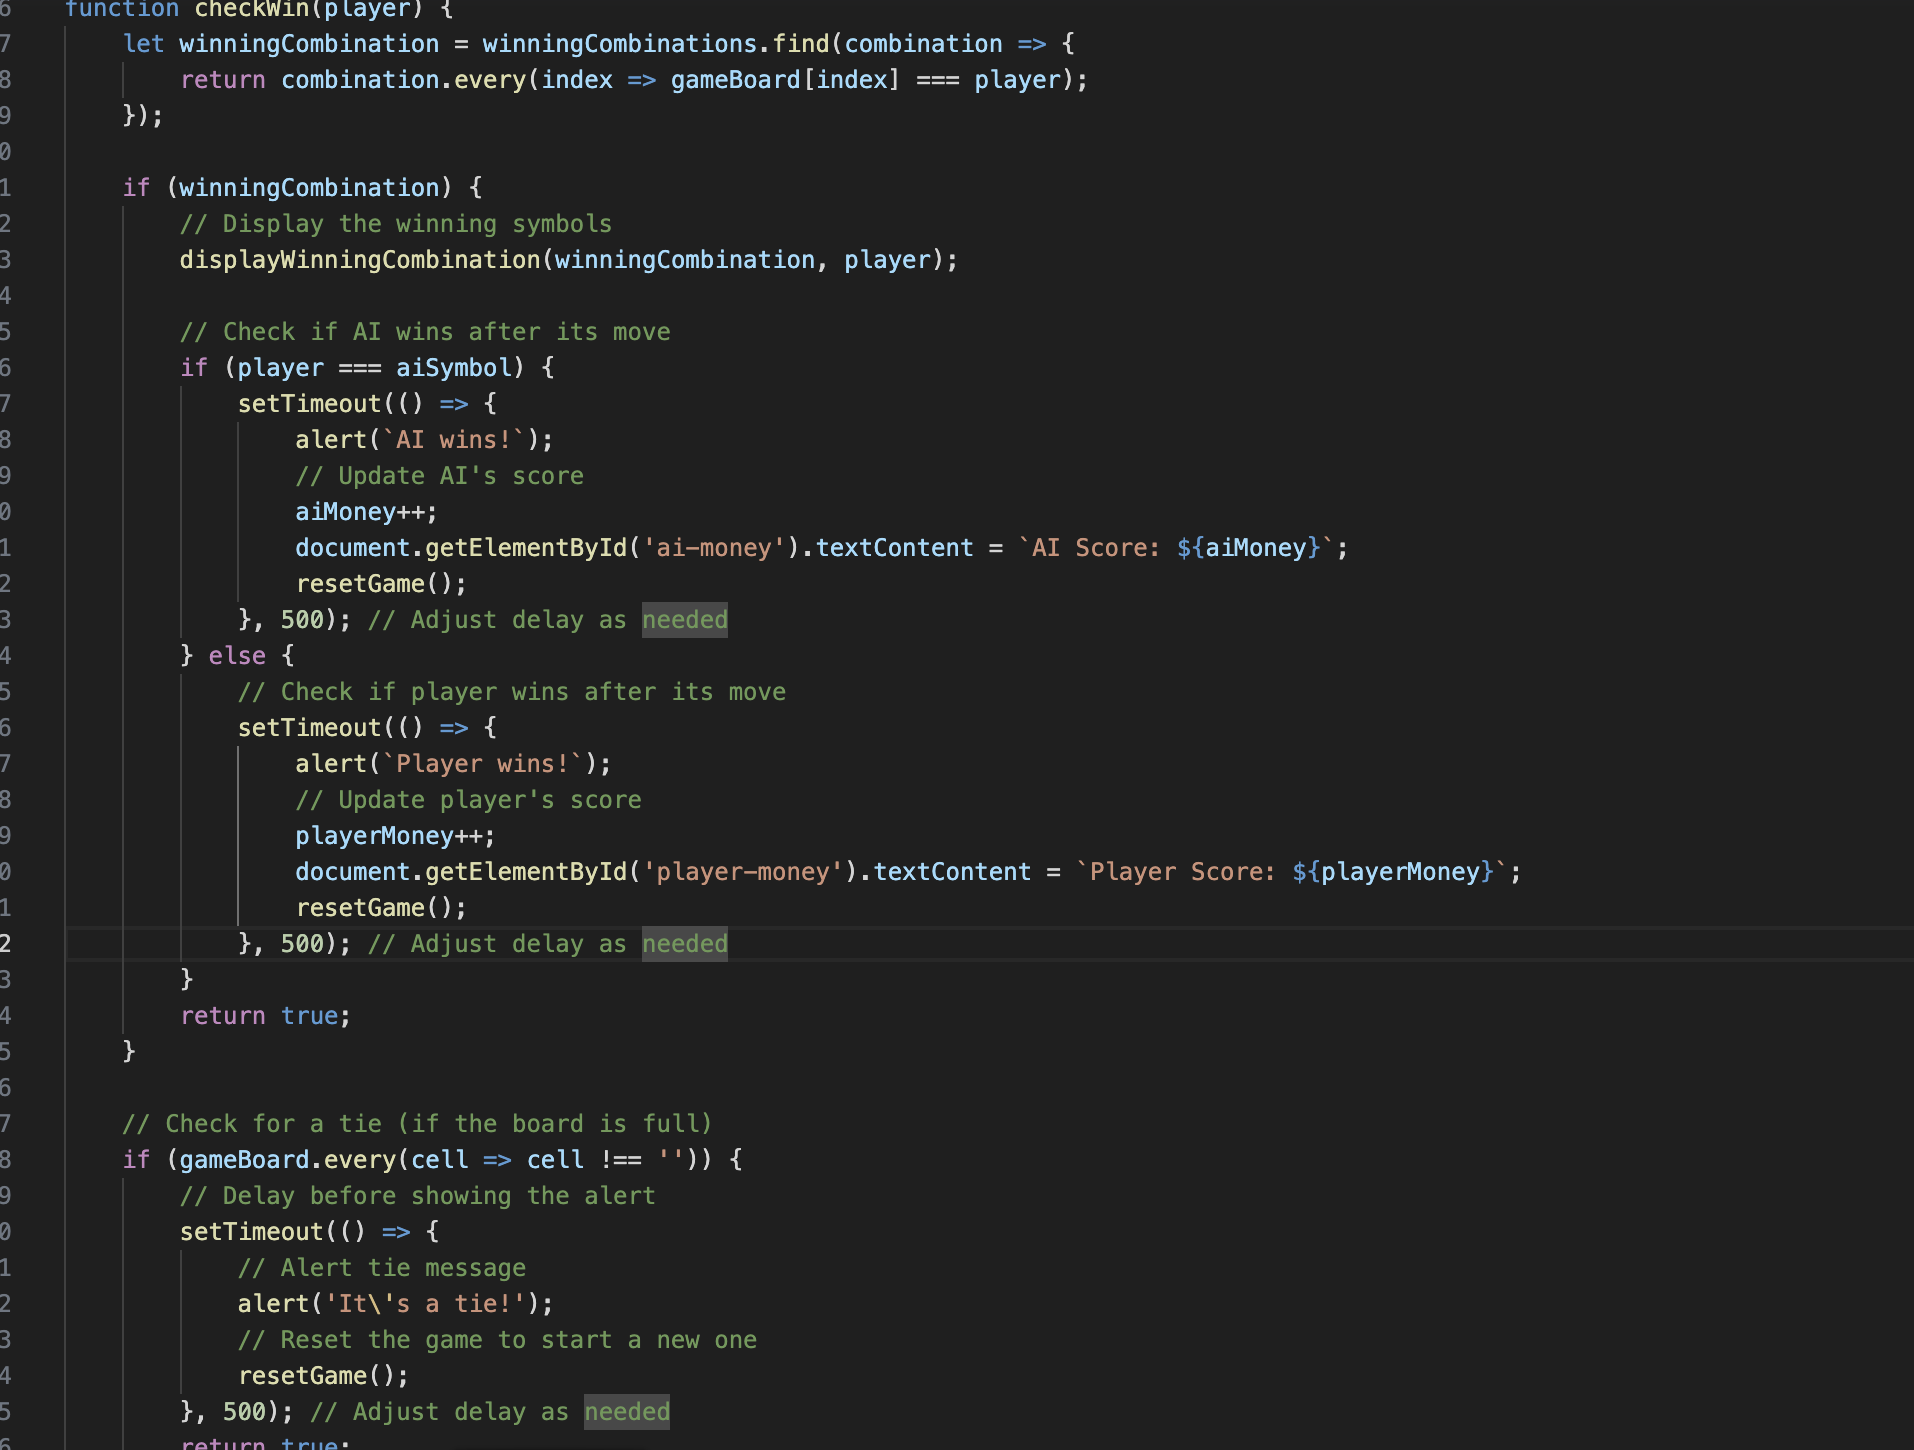 6 function checkWin(player) {
7 let winningCombination = winningCombinations.find(combination => {
8 return combination.every(index => gameBoard[index] === player);
9 });
0
1 if (winningCombination) {
2 // Display the winning symbols
3 displayWinningCombination(winningCombination, player);
4
5 // Check if AI wins after its move
6 if (player === aiSymbol) {
7 setTimeout(() => {
8 alert(`AI wins!`);
9 // Update AI's score
0 aiMoney++;
1 document.getElementById('ai-money').textContent = `AI Score: ${aiMoney}`;
2 resetGame();
3 }, 500); // Adjust delay as needed
4 } else {
5 // Check if player wins after its move
6 setTimeout(() => {
7 alert(`Player wins!`);
8 // Update player's score
9 playerMoney++;
0 document.getElementById('player-money').textContent = `Player Score: ${playerMoney}`;
1 resetGame();
2 }, 500); // Adjust delay as needed
3 }
4 return true;
5 }
6
7 // Check for a tie (if the board is full)
8 if (gameBoard.every(cell => cell !== '')) {
9 // Delay before showing the alert
0 setTimeout(() => {
1 // Alert tie message
2 alert('It\'s a tie!');
3 // Reset the game to start a new one
4 resetGame();
5 }, 500); // Adjust delay as needed
6 return true;